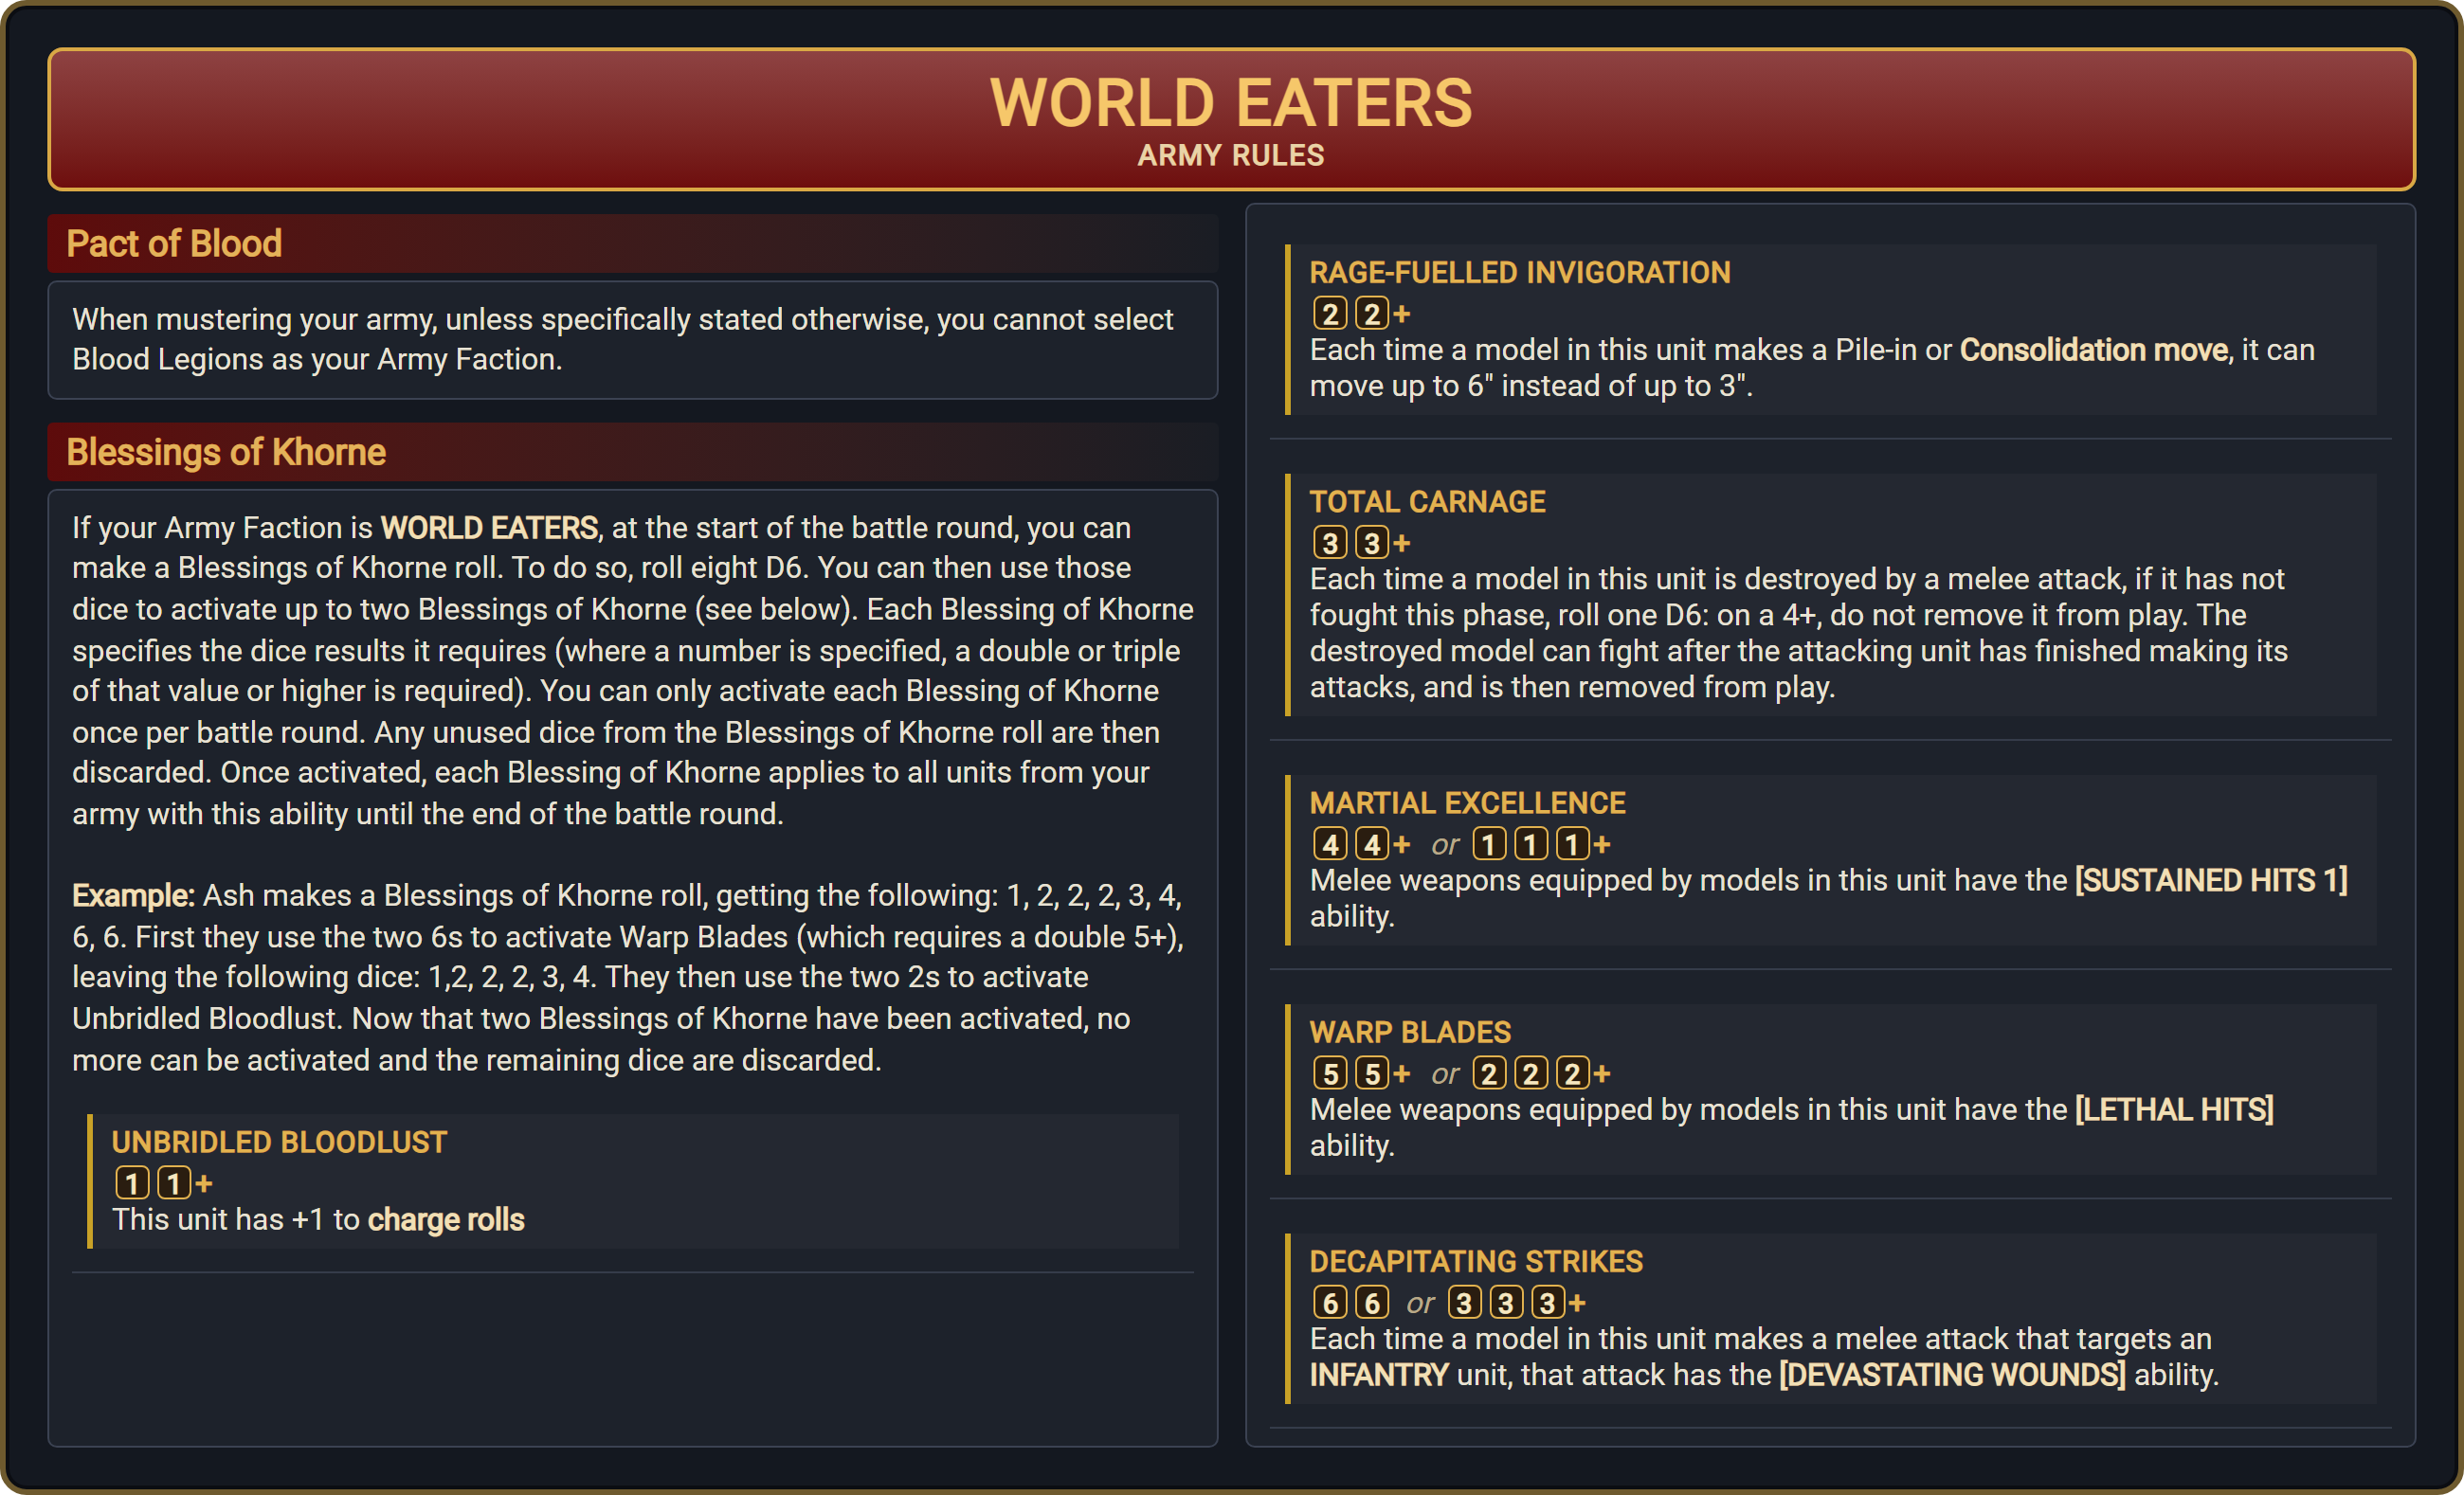 WORLD EATERS
ARMY RULES
Pact of Blood
When mustering your army, unless specifically stated otherwise, you cannot select
Blood Legions as your Army Faction.
Blessings of Khorne
If your Army Faction is WORLD EATERS, at the start of the battle round, you can
make a Blessings of Khorne roll. To do so, roll eight D6. You can then use those
dice to activate up to two Blessings of Khorne (see below). Each Blessing of Khorne
specifies the dice results it requires (where a number is specified, a double or triple
of that value or higher is required). You can only activate each Blessing of Khorne
once per battle round. Any unused dice from the Blessings of Khorne roll are then
discarded. Once activated, each Blessing of Khorne applies to all units from your
army with this ability until the end of the battle round.
Example: Ash makes a Blessings of Khorne roll, getting the following: 1, 2, 2, 2, 3, 4,
6, 6. First they use the two 6s to activate Warp Blades (which requires a double 5+),
leaving the following dice: 1,2, 2, 2, 3, 4. They then use the two 2s to activate
Unbridled Bloodlust. Now that two Blessings of Khorne have been activated, no
more can be activated and the remaining dice are discarded.
UNBRIDLED BLOODLUST
1 1+
This unit has +1 to charge rolls
RAGE-FUELLED INVIGORATION
2 2+
Each time a model in this unit makes a Pile-in or Consolidation move, it can
move up to 6" instead of up to 3".
TOTAL CARNAGE
3 3+
Each time a model in this unit is destroyed by a melee attack, if it has not
fought this phase, roll one D6: on a 4+, do not remove it from play. The
destroyed model can fight after the attacking unit has finished making its
attacks, and is then removed from play.
MARTIAL EXCELLENCE
4 4+ or 1 1 1+
Melee weapons equipped by models in this unit have the [SUSTAINED HITS 1]
ability.
WARP BLADES
5 5+ or 2 2 2+
Melee weapons equipped by models in this unit have the [LETHAL HITS]
ability.
DECAPITATING STRIKES
6 6 or 3 3 3+
Each time a model in this unit makes a melee attack that targets an
INFANTRY unit, that attack has the [DEVASTATING WOUNDS] ability.